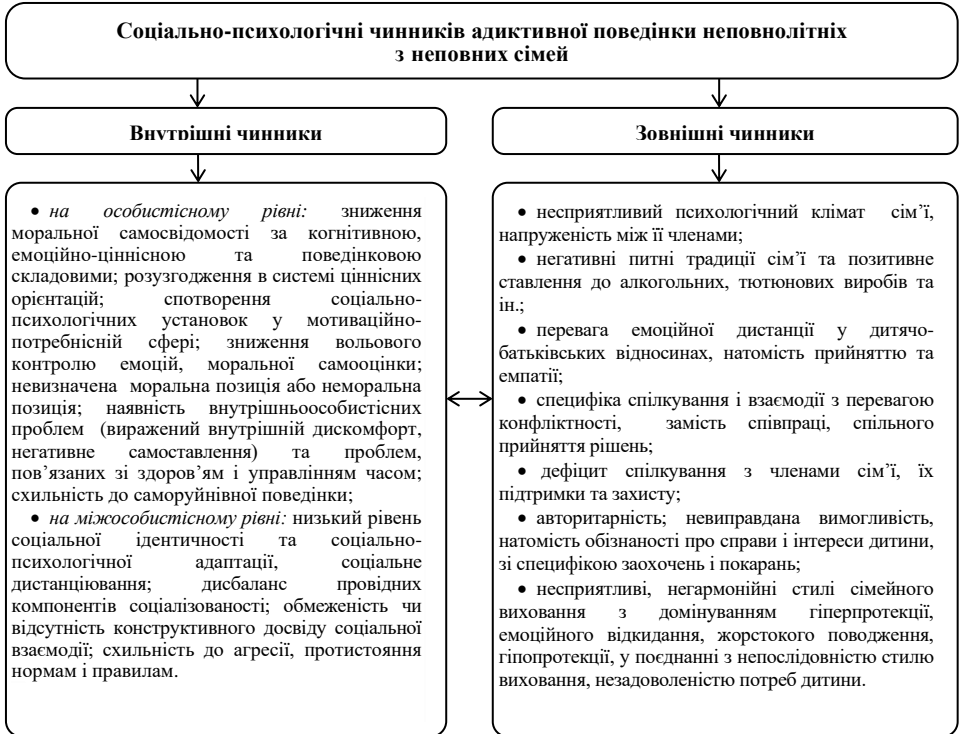 Соціально-психологічні чинників адиктивної поведінки неповнолітніх
з неповних сімей
Внутрішні чинники
Зовнішні чинники
• на особистісному рівні: зниження
моральної самосвідомості за когнітивною,
емоційно-ціннісною та поведінковою
складовими; розузгодження в системі ціннісних
орієнтацій; спотворення соціально-
психологічних установок у мотиваційно-
потребнісній сфері; зниження вольового
контролю емоцій, моральної самооцінки;
невизначена моральна позиція або неморальна
позиція; наявність внутрішньоособистісних
проблем (виражений внутрішній дискомфорт,
негативне самоставлення) та проблем,
пов’язаних зі здоров’ям і управлінням часом;
схильність до саморуйнівної поведінки;
• на міжособистісному рівні: низький рівень
соціальної ідентичності та соціально-
психологічної адаптації, соціальне
дистанціювання; дисбаланс провідних
компонентів соціалізованості; обмеженість чи
відсутність конструктивного досвіду соціальної
взаємодії; схильність до агресії, протистояння
нормам і правилам.
• несприятливий психологічний клімат сім’ї,
напруженість між її членами;
• негативні питні традиції сім’ї та позитивне
ставлення до алкогольних, тютюнових виробів та
ін.;
• перевага емоційної дистанції у дитячо-
батьківських відносинах, натомість прийняттю та
емпатії;
• специфіка спілкування і взаємодії з перевагою
конфліктності, замість співпраці, спільного
прийняття рішень;
• дефіцит спілкування з членами сім’ї, їх
підтримки та захисту;
• авторитарність; невиправдана вимогливість,
натомість обізнаності про справи і інтереси дитини,
зі специфікою заохочень і покарань;
• несприятливі, негармонійні стилі сімейного
виховання з домінуванням гіперпротекції,
емоційного відкидання, жорстокого поводження,
гіпопротекції, у поєднанні з непослідовністю стилю
виховання, незадоволеністю потреб дитини.